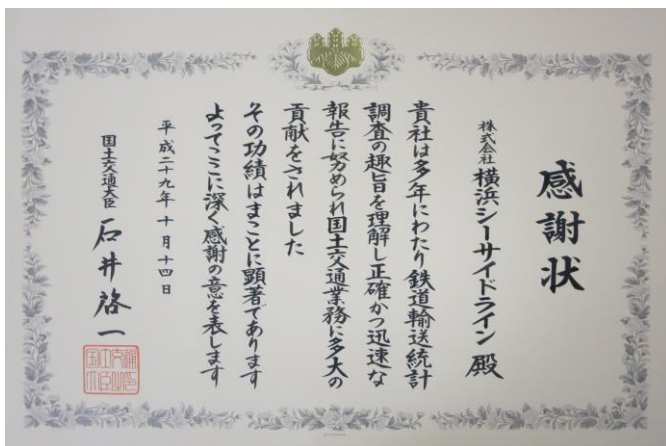 感謝状
株式会社 横浜シーサイドライン 殿
貴社は多年にわたり鉄道輸送統計
調査の趣旨を理解し正確かつ迅速な
報告に努められ国土交通業務に多大の
貢献をされました
その功績はまことに顕著であります
よってここに深く感謝の意を表します
平成二十九年十月十四日
国土交通大臣 石井啓一